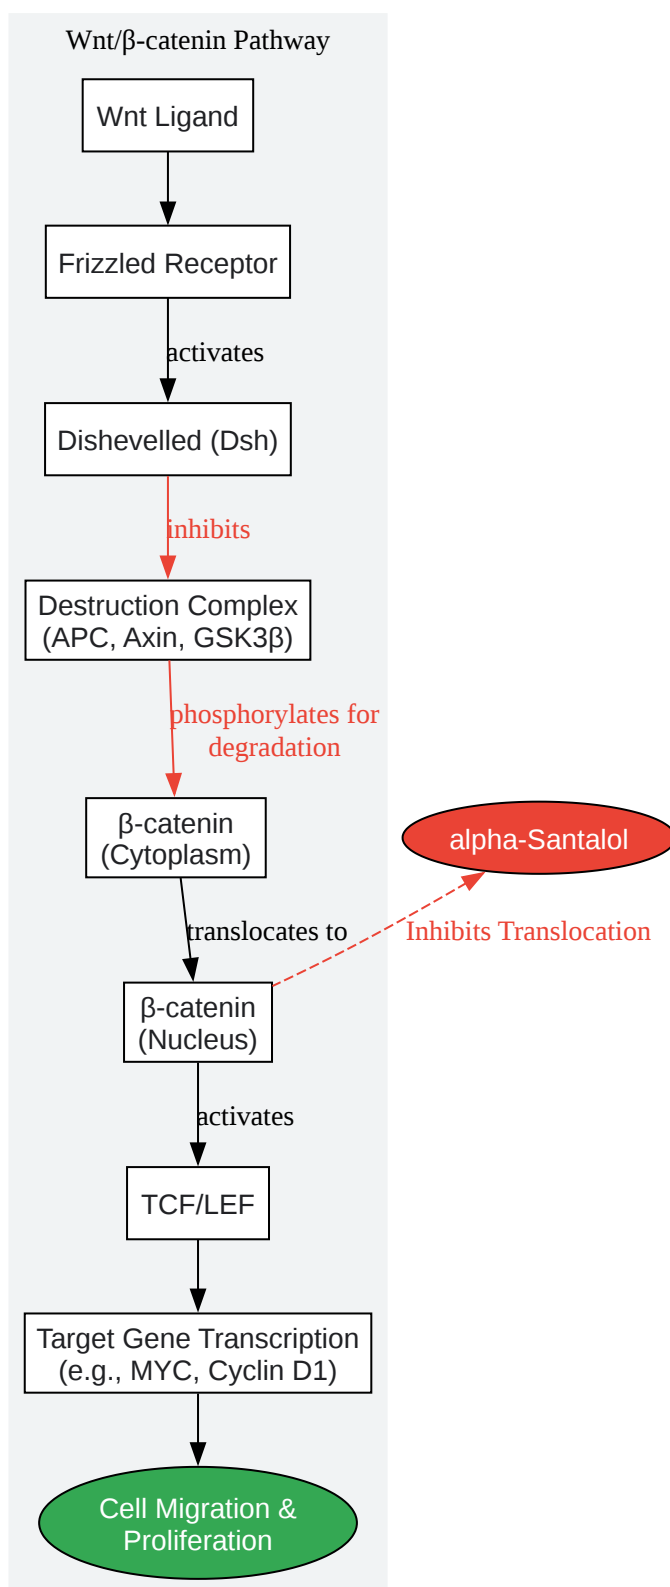 Wnt/β-catenin Pathway
Wnt Ligand
Frizzled Receptor
activates
Dishevelled (Dsh)
inhibits
Destruction Complex
(APC, Axin, GSK3β)
phosphorylates for
degradation
β-catenin
(Cytoplasm)
alpha-Santalol
translocates to
Inhibits Translocation
β-catenin
(Nucleus)
activates
TCF/LEF
Target Gene Transcription
(e.g., MYC, Cyclin D1)
Cell Migration &
Proliferation